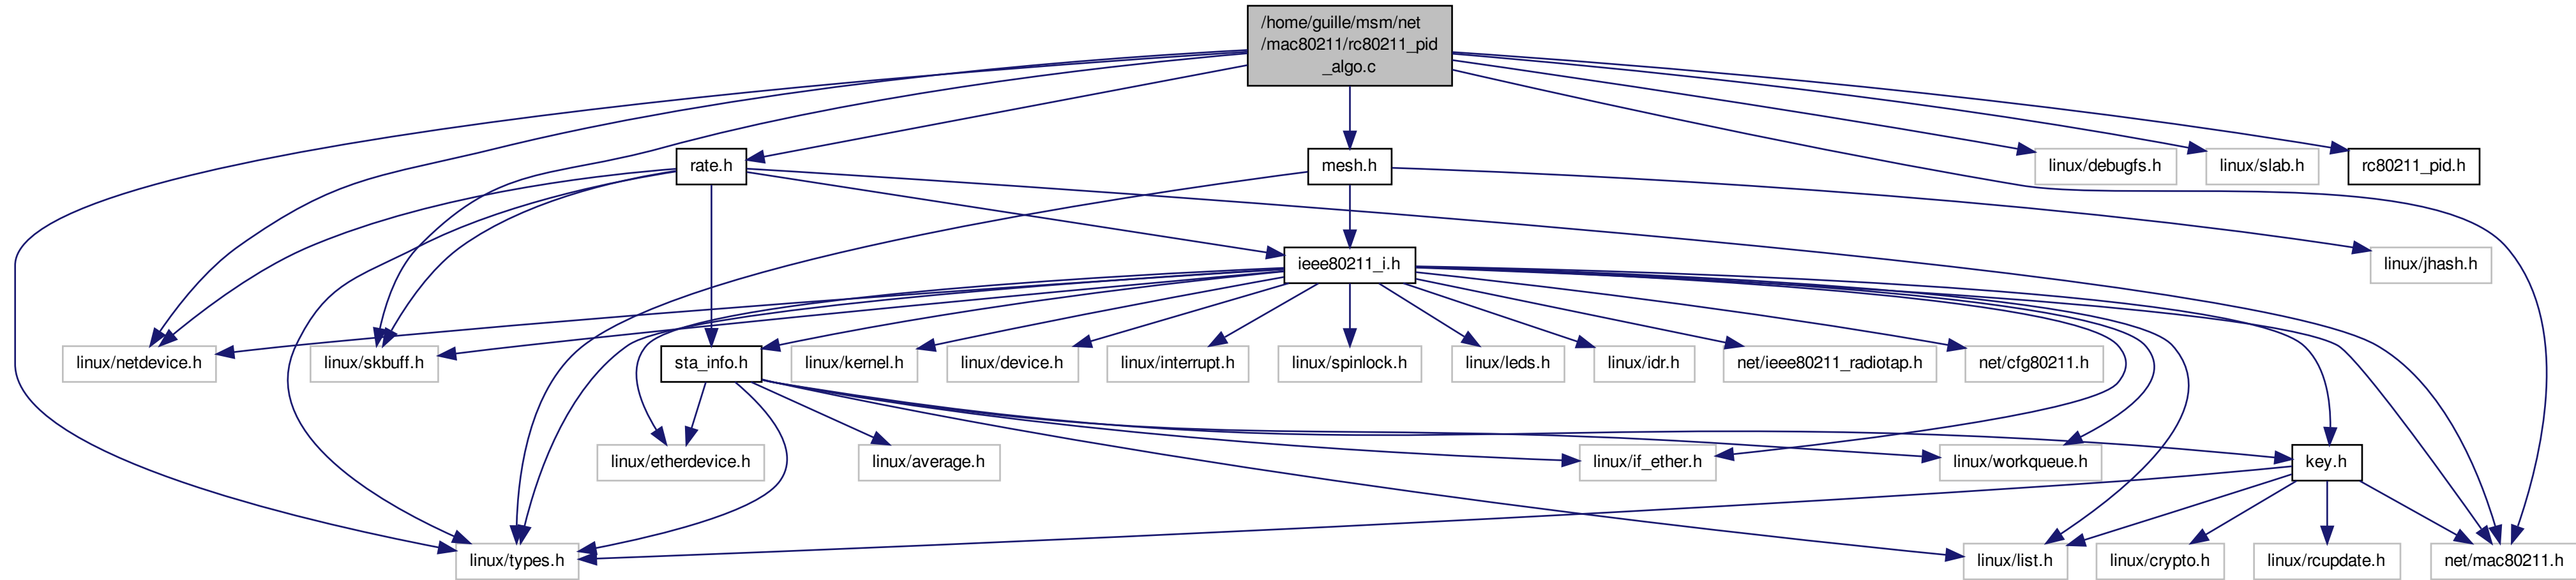 /home/guille/msm/net
/mac80211/rc80211_pid
_algo.c
rate.h
mesh.h
linux/debugfs.h
linux/slab.h
rc80211_pid.h
ieee80211_i.h
linux/jhash.h
linux/netdevice.h
linux/skbuff.h
sta_info.h
linux/kernel.h
linux/device.h
linux/interrupt.h
linux/spinlock.h
linux/leds.h
linux/idr.h
net/ieee80211_radiotap.h
net/cfg80211.h
linux/etherdevice.h
linux/average.h
linux/if_ether.h
linux/workqueue.h
key.h
linux/types.h
linux/list.h
linux/crypto.h
linux/rcupdate.h
net/mac80211.h